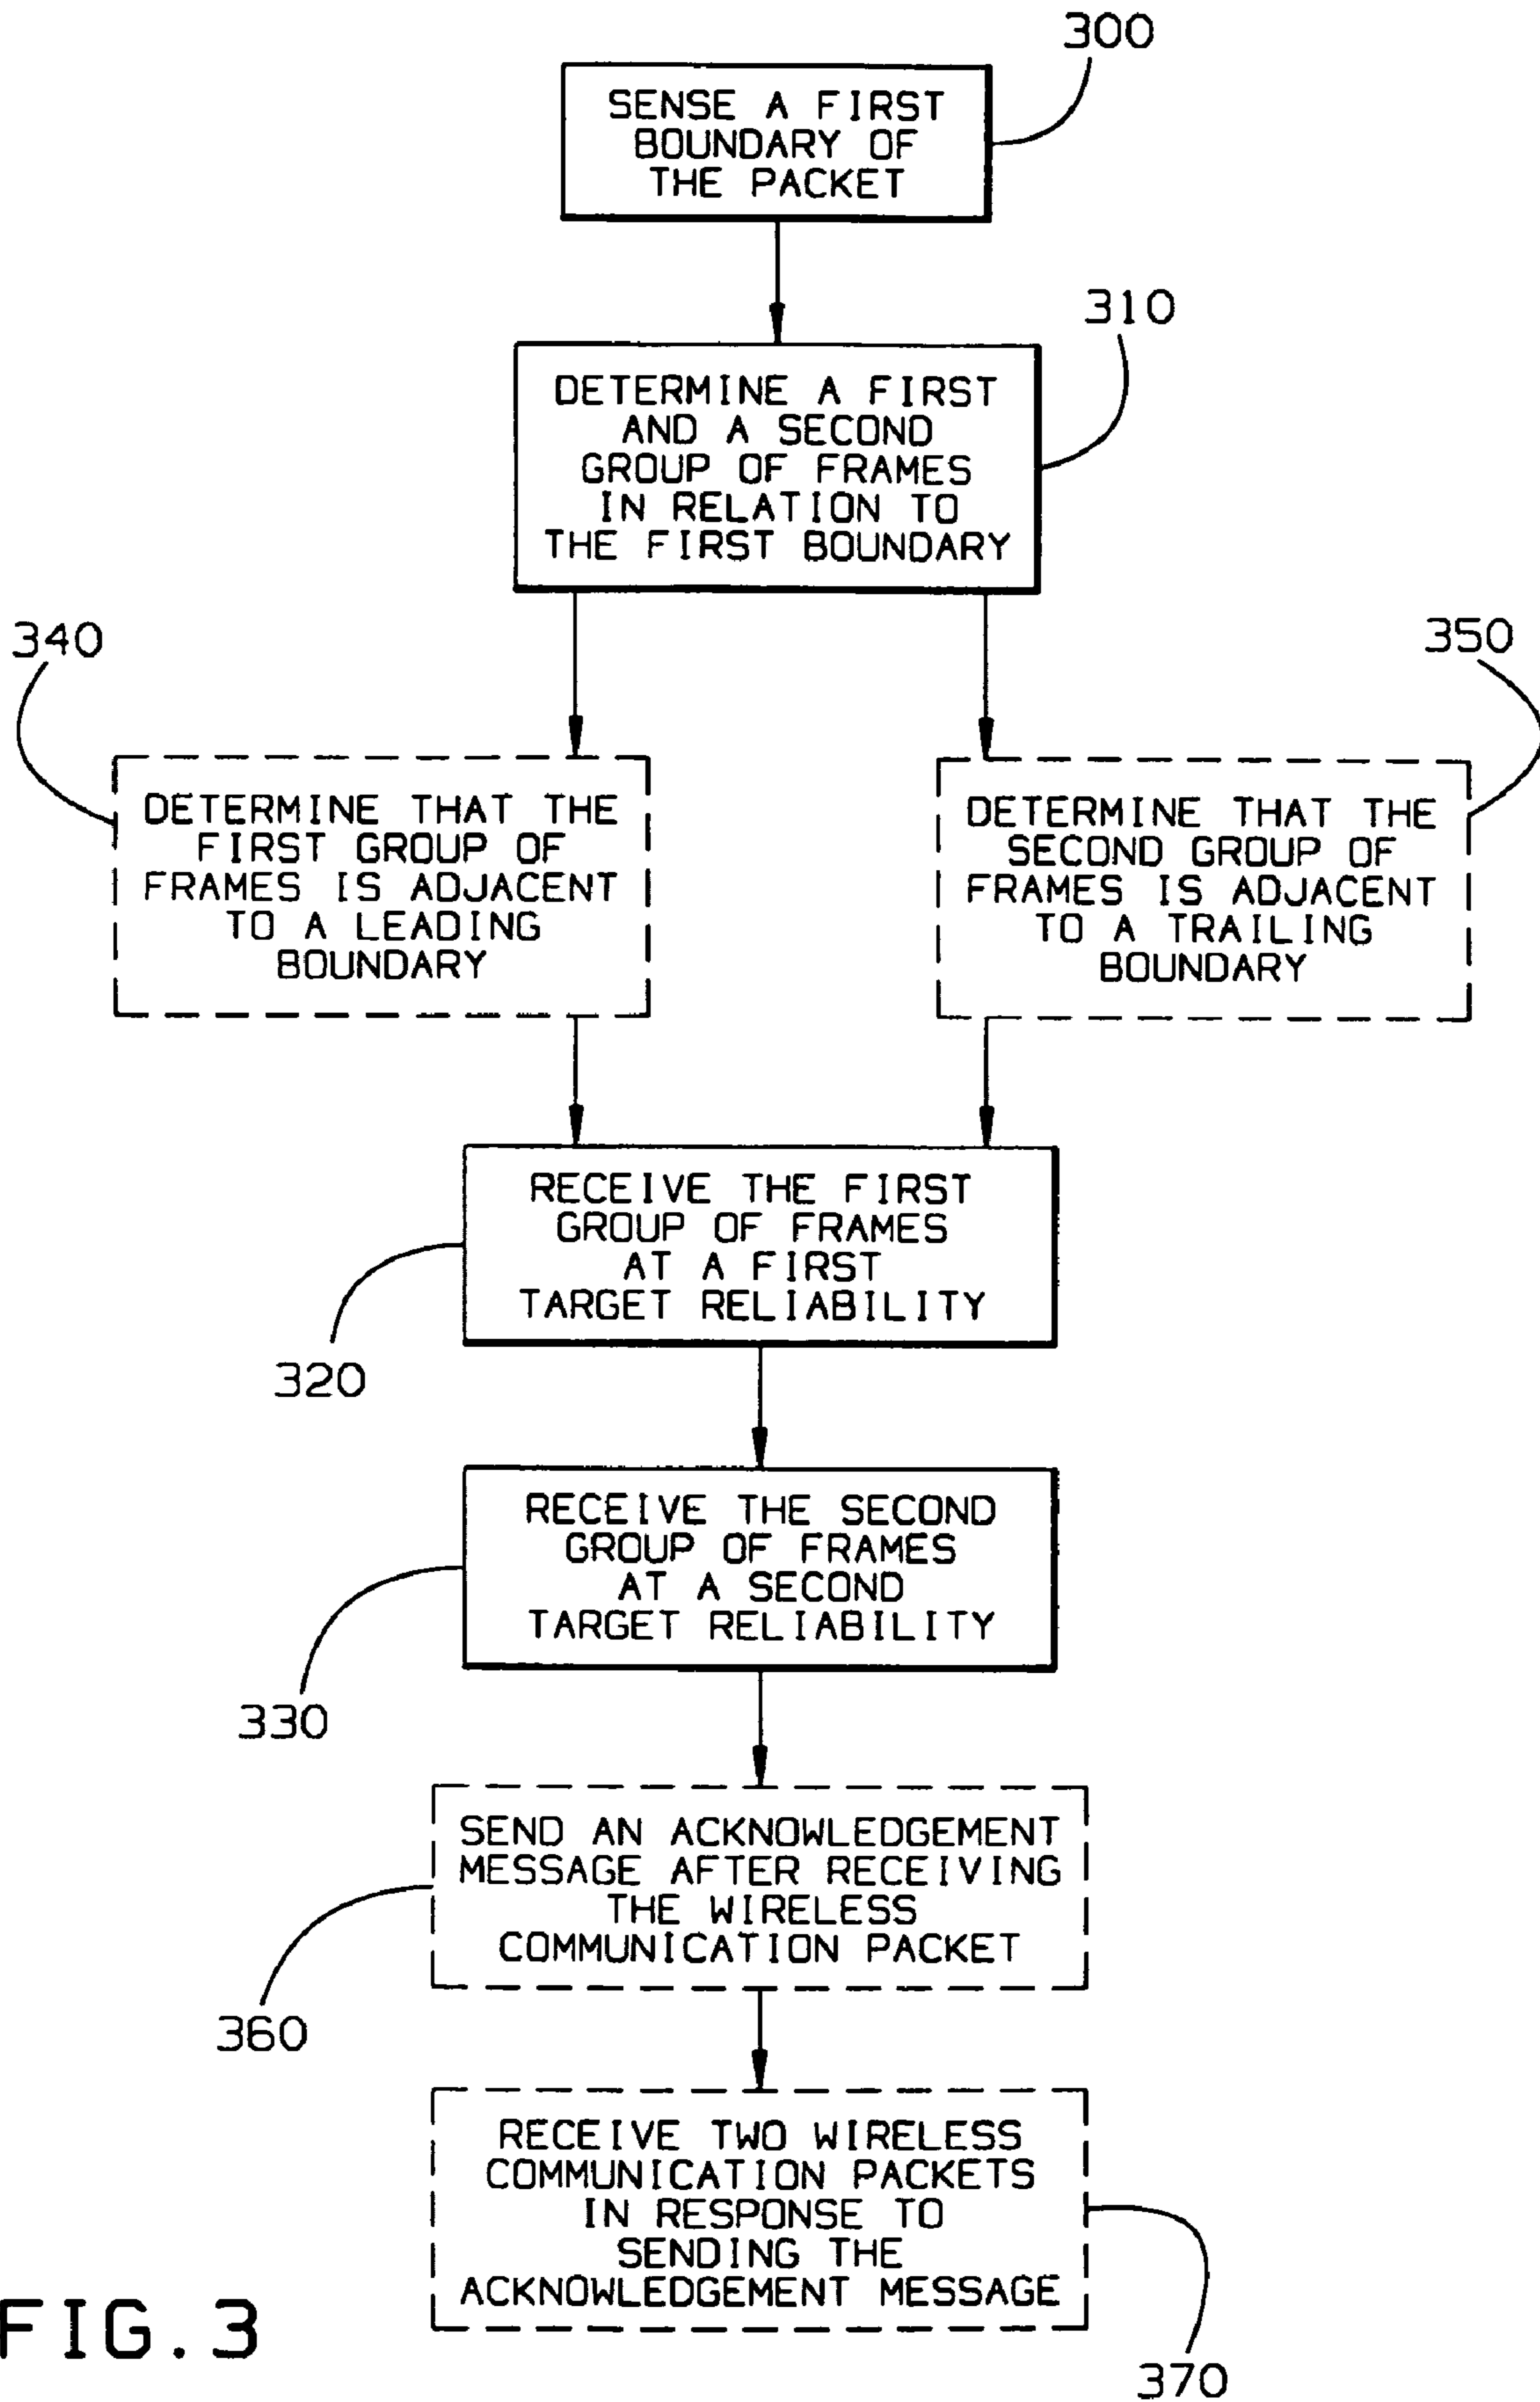 300
SENSE A FIRST
BOUNDARY OF
THE PACKET
310
DETERMINE A FIRST
AND A SECOND
GROUP OF FRAMES
IN RELATION TO
THE FIRST BOUNDARY
340
DETERMINE THAT THE
FIRST GROUP OF
FRAMES IS ADJACENT
TO A LEADING
BOUNDARY
350
DETERMINE THAT THE
SECOND GROUP OF
FRAMES IS ADJACENT
TO A TRAILING
BOUNDARY
RECEIVE THE FIRST
GROUP OF FRAMES
AT A FIRST
TARGET RELIABILITY
320
RECEIVE THE SECOND
GROUP OF FRAMES
AT A SECOND
TARGET RELIABILITY
330
SEND AN ACKNOWLEDGEMENT
MESSAGE AFTER RECEIVING
THE WIRELESS
COMMUNICATION PACKET
360
RECEIVE TWO WIRELESS
COMMUNICATION PACKETS
IN RESPONSE TO
SENDING THE
ACKNOWLEDGEMENT MESSAGE
370
FIG.3